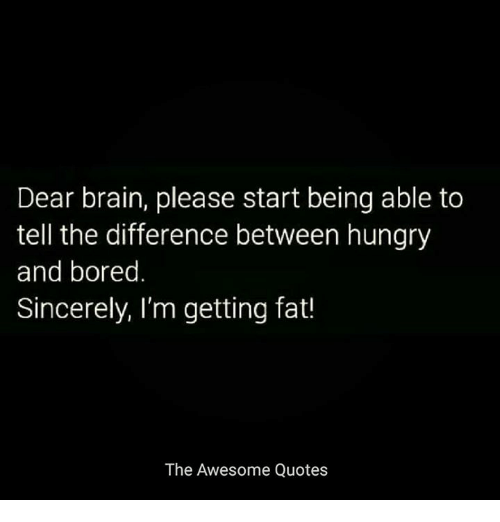 Dear brain, please start being able to
tell the difference between hungry
and bored.
Sincerely, I'm getting fat!
The Awesome Quotes